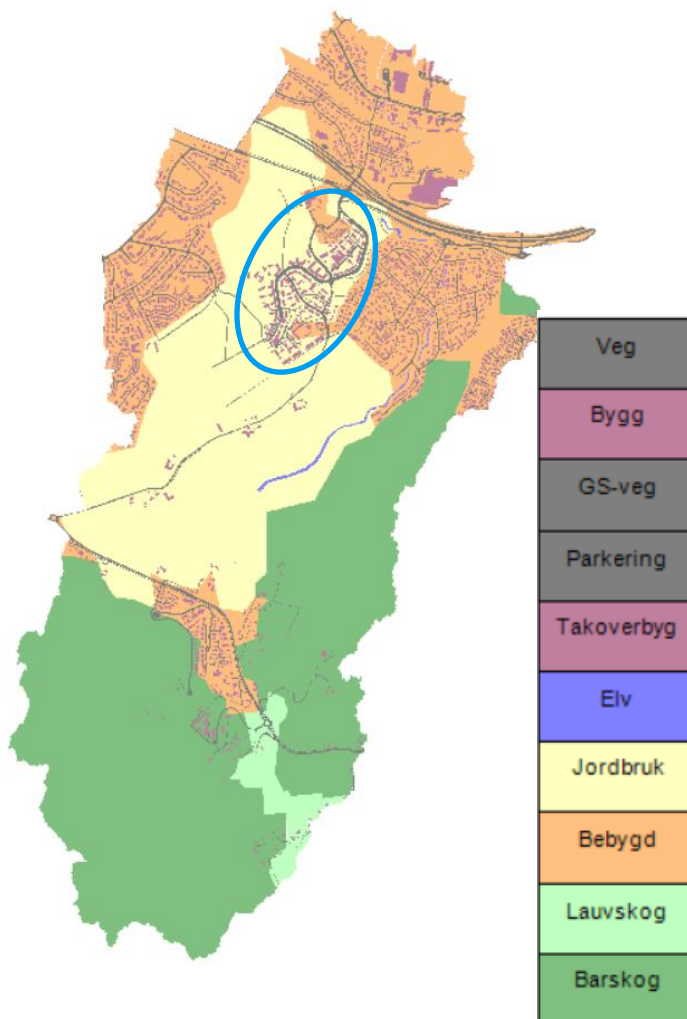 Veg
Bygg
GS-veg
Parkering
Takoverbyg
Elv
Jordbruk
Bebygd
Lauvskog
Barskog